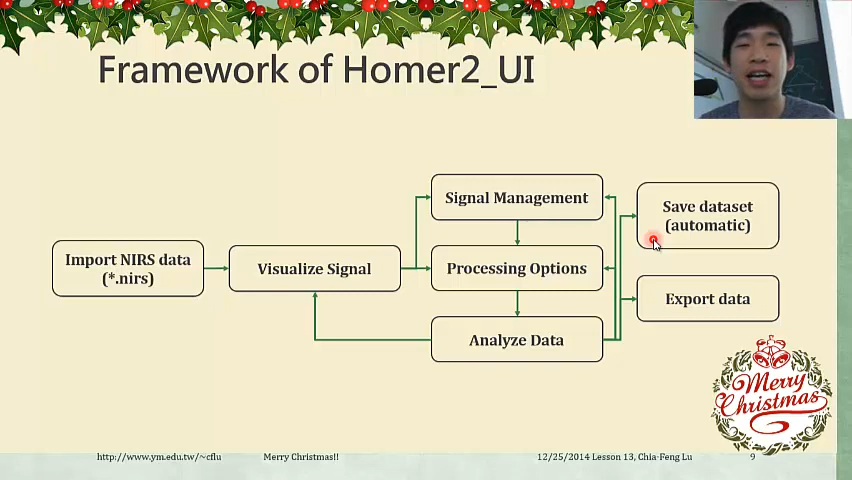 Framework of Homer2_UI
Signal Management
Save dataset
(automatic)
Import NIRS data
(*.nirs)
Visualize Signal
Processing Options
Export data
Analyze Data
Merry
Christmas
http://www.ym.edu.tw/~cflu
Merry Christmas!!
12/25/2014 Lesson 13, Chia-Feng Lu
9